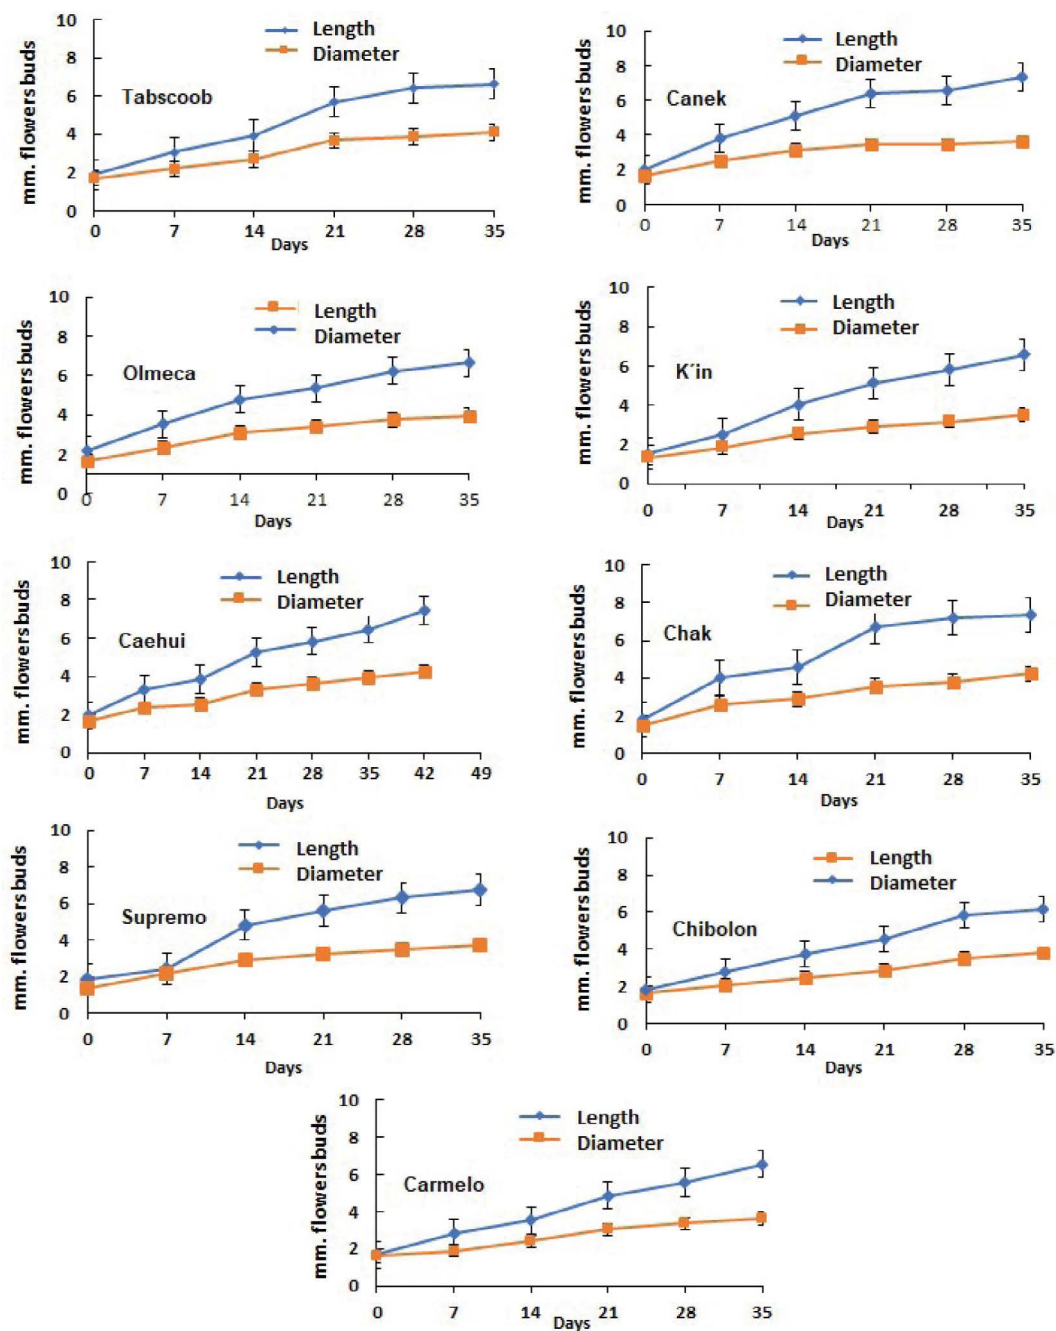 10
8
6
4
2
0
mm. flowers buds
Length
Diameter
Tabscoob
0 7 14 21 28 35
Days
10
8
6
4
2
0
mm. flowers buds
Length
Diameter
Canek
0 7 14 21 28 35
Days
10
8
6
4
2
0
mm. flowers buds
Length
Diameter
Olmeca
0 7 14 21 28 35
Days
10
8
6
4
2
0
mm. flowers buds
Length
Diameter
K´in
0 7 14 21 28 35
Days
10
8
6
4
2
0
mm. flowers buds
Length
Diameter
Caehui
0 7 14 21 28 35 42 49
Days
10
8
6
4
2
0
mm. flowers buds
Length
Diameter
Chak
0 7 14 21 28 35
Days
10
8
6
4
2
0
mm. flowers buds
Length
Diameter
Supremo
0 7 14 21 28 35
Days
10
8
6
4
2
0
mm. flowers buds
Length
Diameter
Chibolon
0 7 14 21 28 35
Days
10
8
6
4
2
0
mm. flowers buds
Length
Diameter
Carmelo
0 7 14 21 28 35
Days